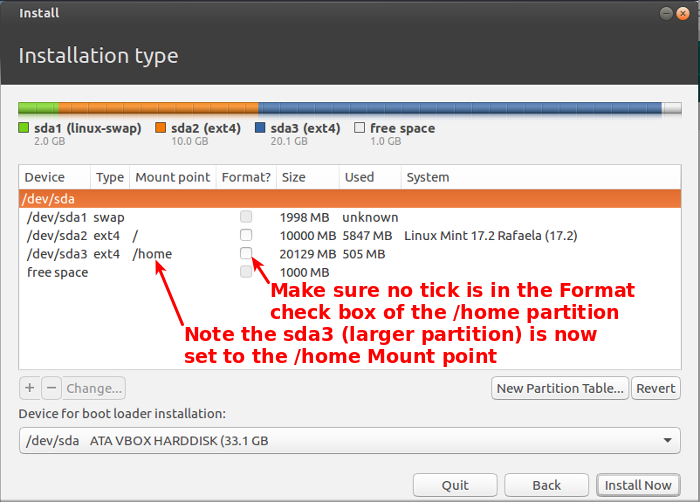 Install
Installation type
sda1 (linux-swap) sda2 (ext4) sda3 (ext4) free space
2.0 GB 10.0 GB 20.1 GB 1.0 GB
Device Type Mount point Format? Size Used System
/dev/sda
/dev/sda1 swap 1998 MB unknown
/dev/sda2 ext4 / 10000 MB 5847 MB Linux Mint 17.2 Rafaela (17.2)
/dev/sda3 ext4 /home 20129 MB 505 MB
free space 1000 MB
Make sure no tick is in the Format
check box of the /home partition
Note the sda3 (larger partition) is now
set to the /home Mount point
+ − Change... New Partition Table... Revert
Device for boot loader installation:
/dev/sda ATA VBOX HARDDISK (33.1 GB
Quit Back Install Now